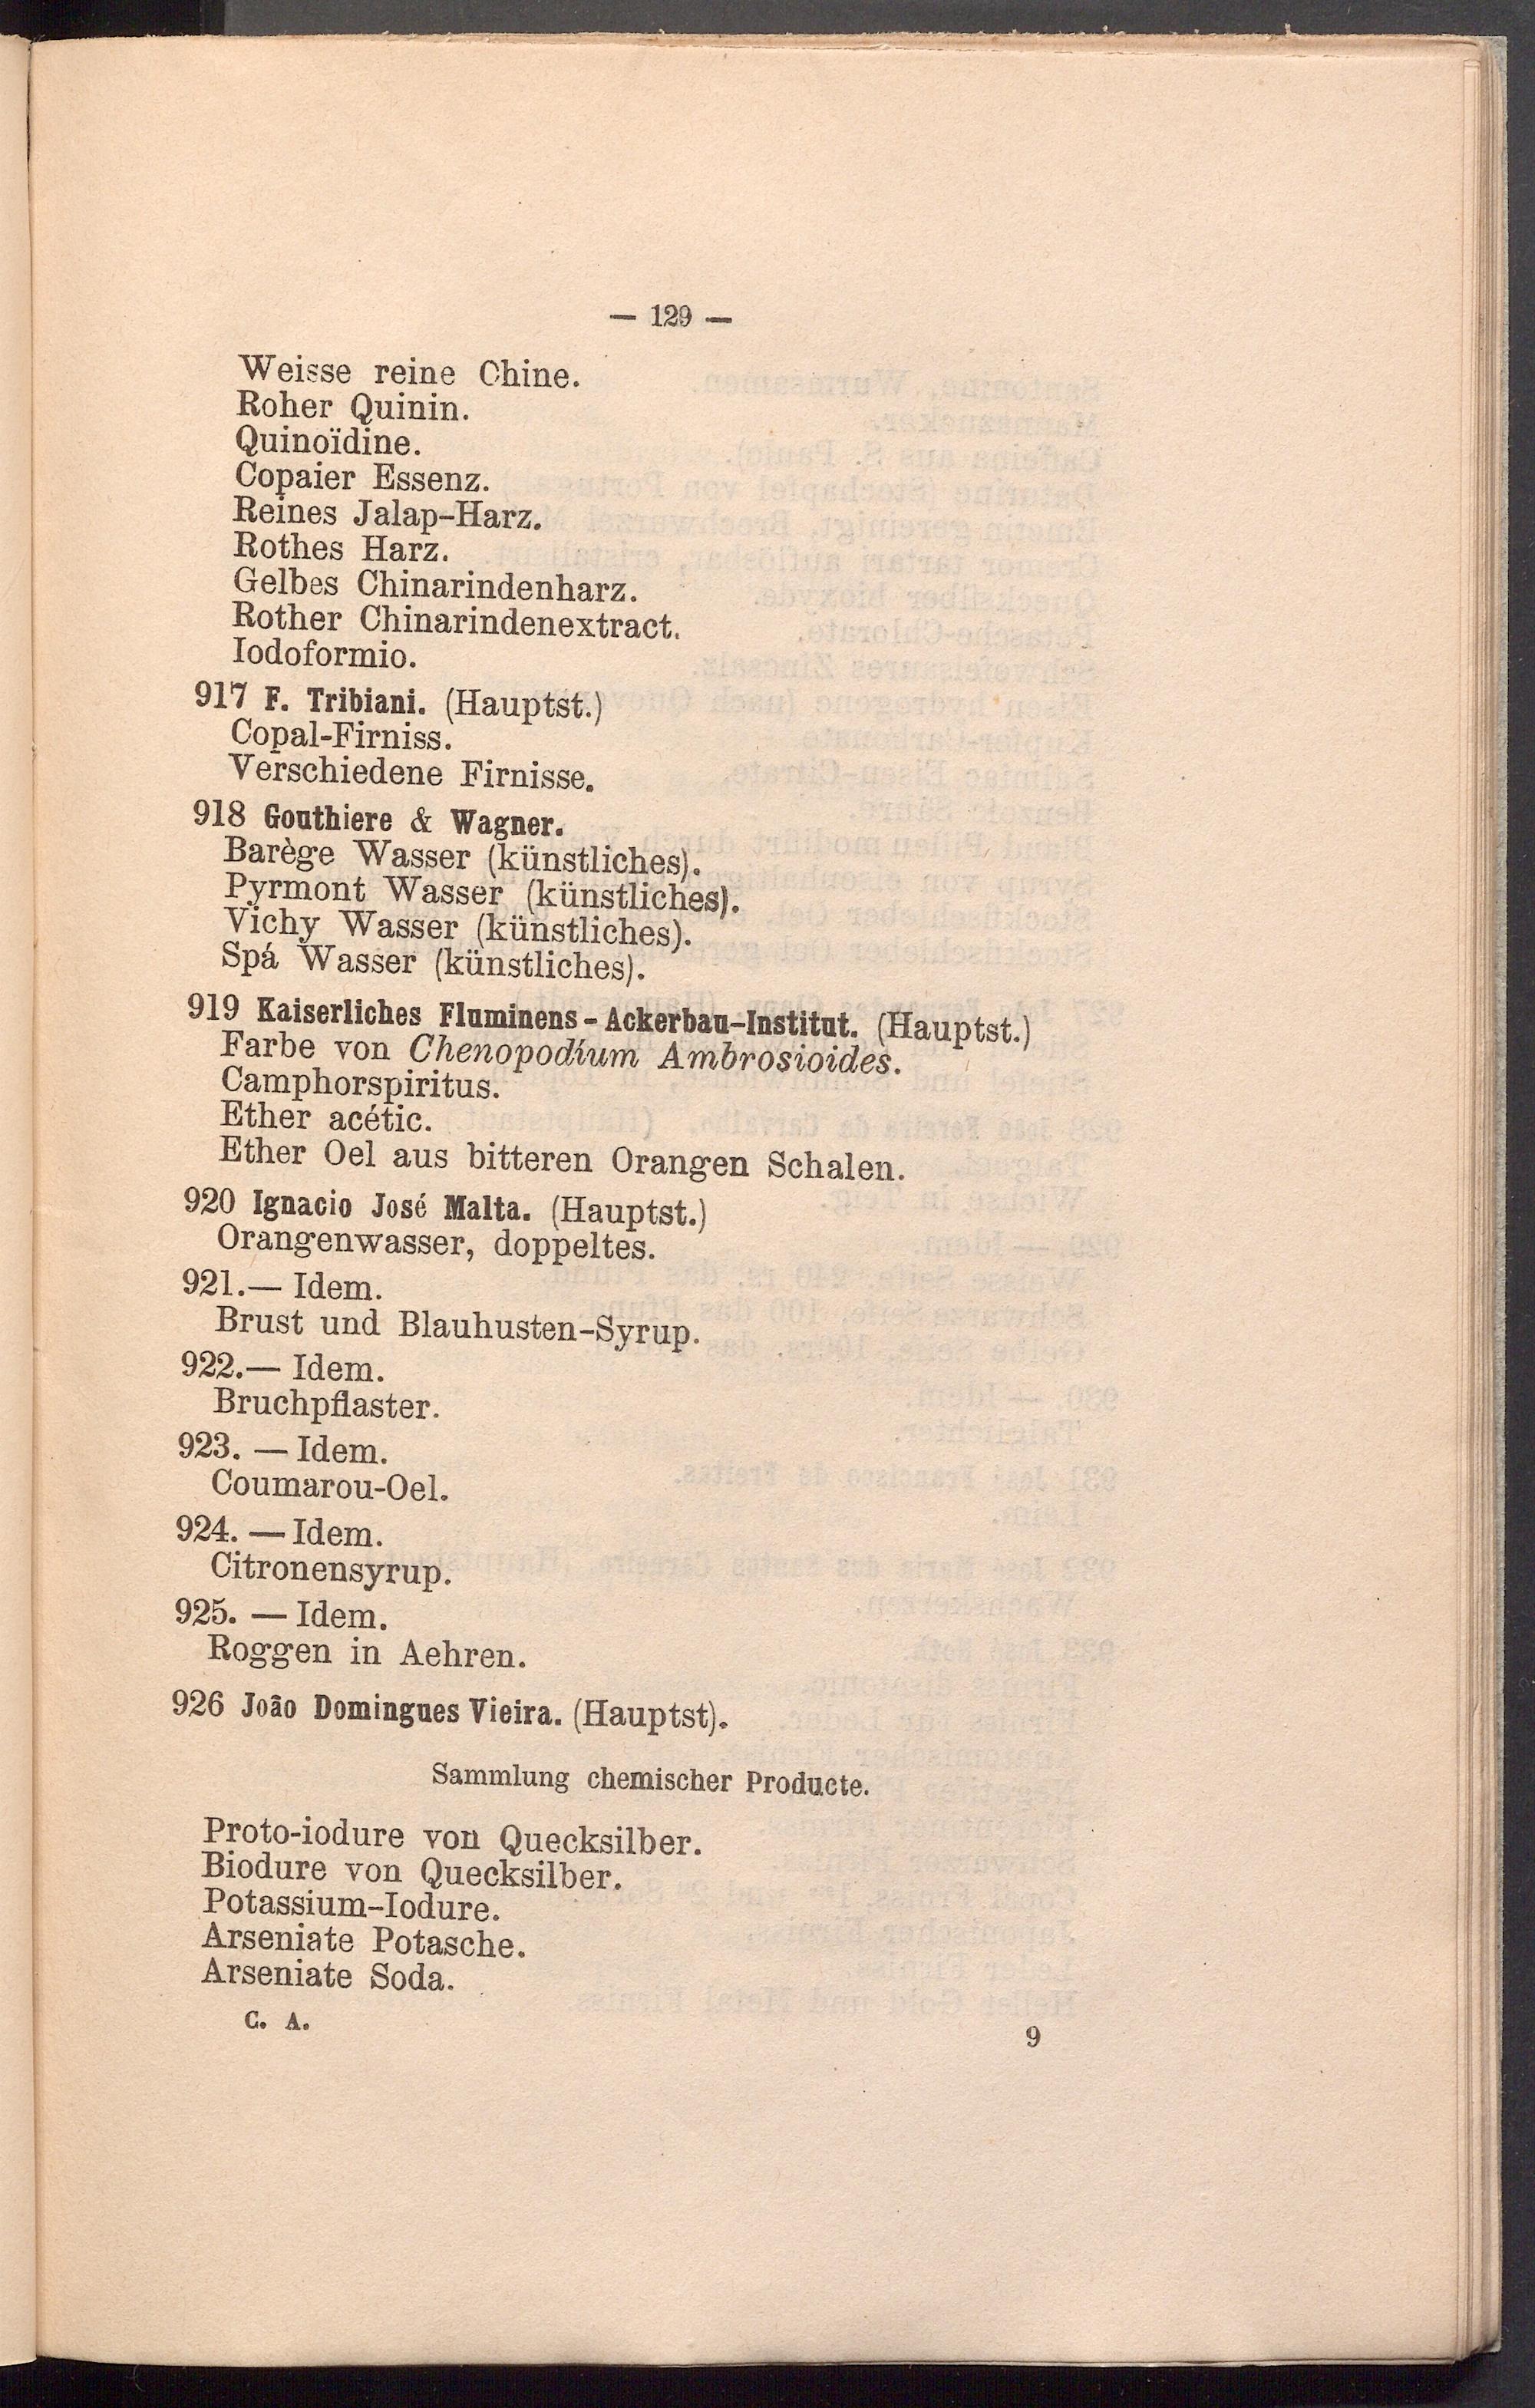 — 129 —
Weisse reine Chine.
Roher Quinin.
Quinoïdine.
Copaier Essenz.
Reines Jalap-Harz.
Rothes Harz.
Gelbes Chinarindenharz.
Rother Chinarindenextract.
Iodoformio.
917 F. Tribiani. (Hauptst.)
Copal-Firniss.
Verschiedene Firnisse.
918 Gouthiere & Wagner.
Barège Wasser (künstliches).
Pyrmont Wasser (künstliches).
Vichy Wasser (künstliches).
Spá Wasser (künstliches).
919 Kaiserliches Fluminens-Ackerbau-Institut. (Hauptst.)
Farbe von Chenopodium Ambrosioides.
Camphorspiritus.
Ether acétic.
Ether Oel aus bitteren Orangen Schalen.
920 Ignacio José Malta. (Hauptst.)
Orangenwasser, doppeltes.
921.— Idem.
Brust und Blauhusten-Syrup.
922.— Idem.
Bruchpflaster.
923. — Idem.
Coumarou-Oel.
924. — Idem.
Citronensyrup.
925. — Idem.
Roggen in Aehren.
926 João Domingues Vieira. (Hauptst).
Sammlung chemischer Producte.
Proto-iodure von Quecksilber.
Biodure von Quecksilber.
Potassium-Iodure.
Arseniate Potasche.
Arseniate Soda.
C. A. 9